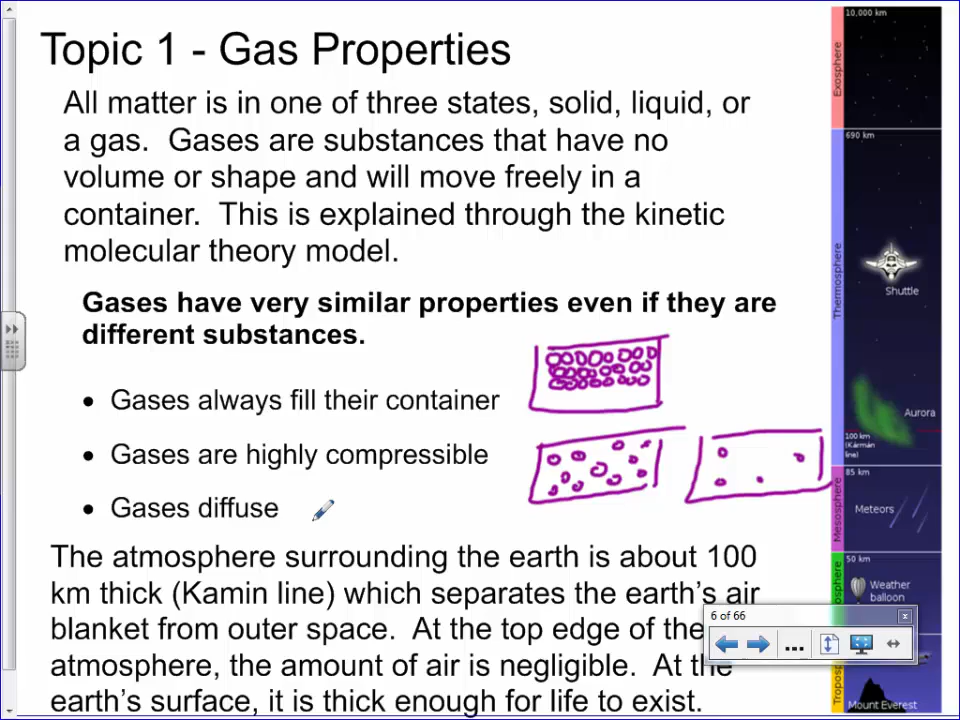 Topic 1 - Gas Properties
All matter is in one of three states, solid, liquid, or
a gas. Gases are substances that have no
volume or shape and will move freely in a
container. This is explained through the kinetic
molecular theory model.
Gases have very similar properties even if they are
different substances.
• Gases always fill their container
• Gases are highly compressible
• Gases diffuse
The atmosphere surrounding the earth is about 100
km thick (Kamin line) which separates the earth's air
blanket from outer space. At the top edge of the
atmosphere, the amount of air is negligible. At the
earth's surface, it is thick enough for life to exist.
10,000 km
Exosphere
690 km
Thermosphere
Shuttle
Aurora
100 km
(Kármán
line)
85 km
Mesosphere
Meteors
50 km
Weather
balloon
Mount Everest
6 of 66